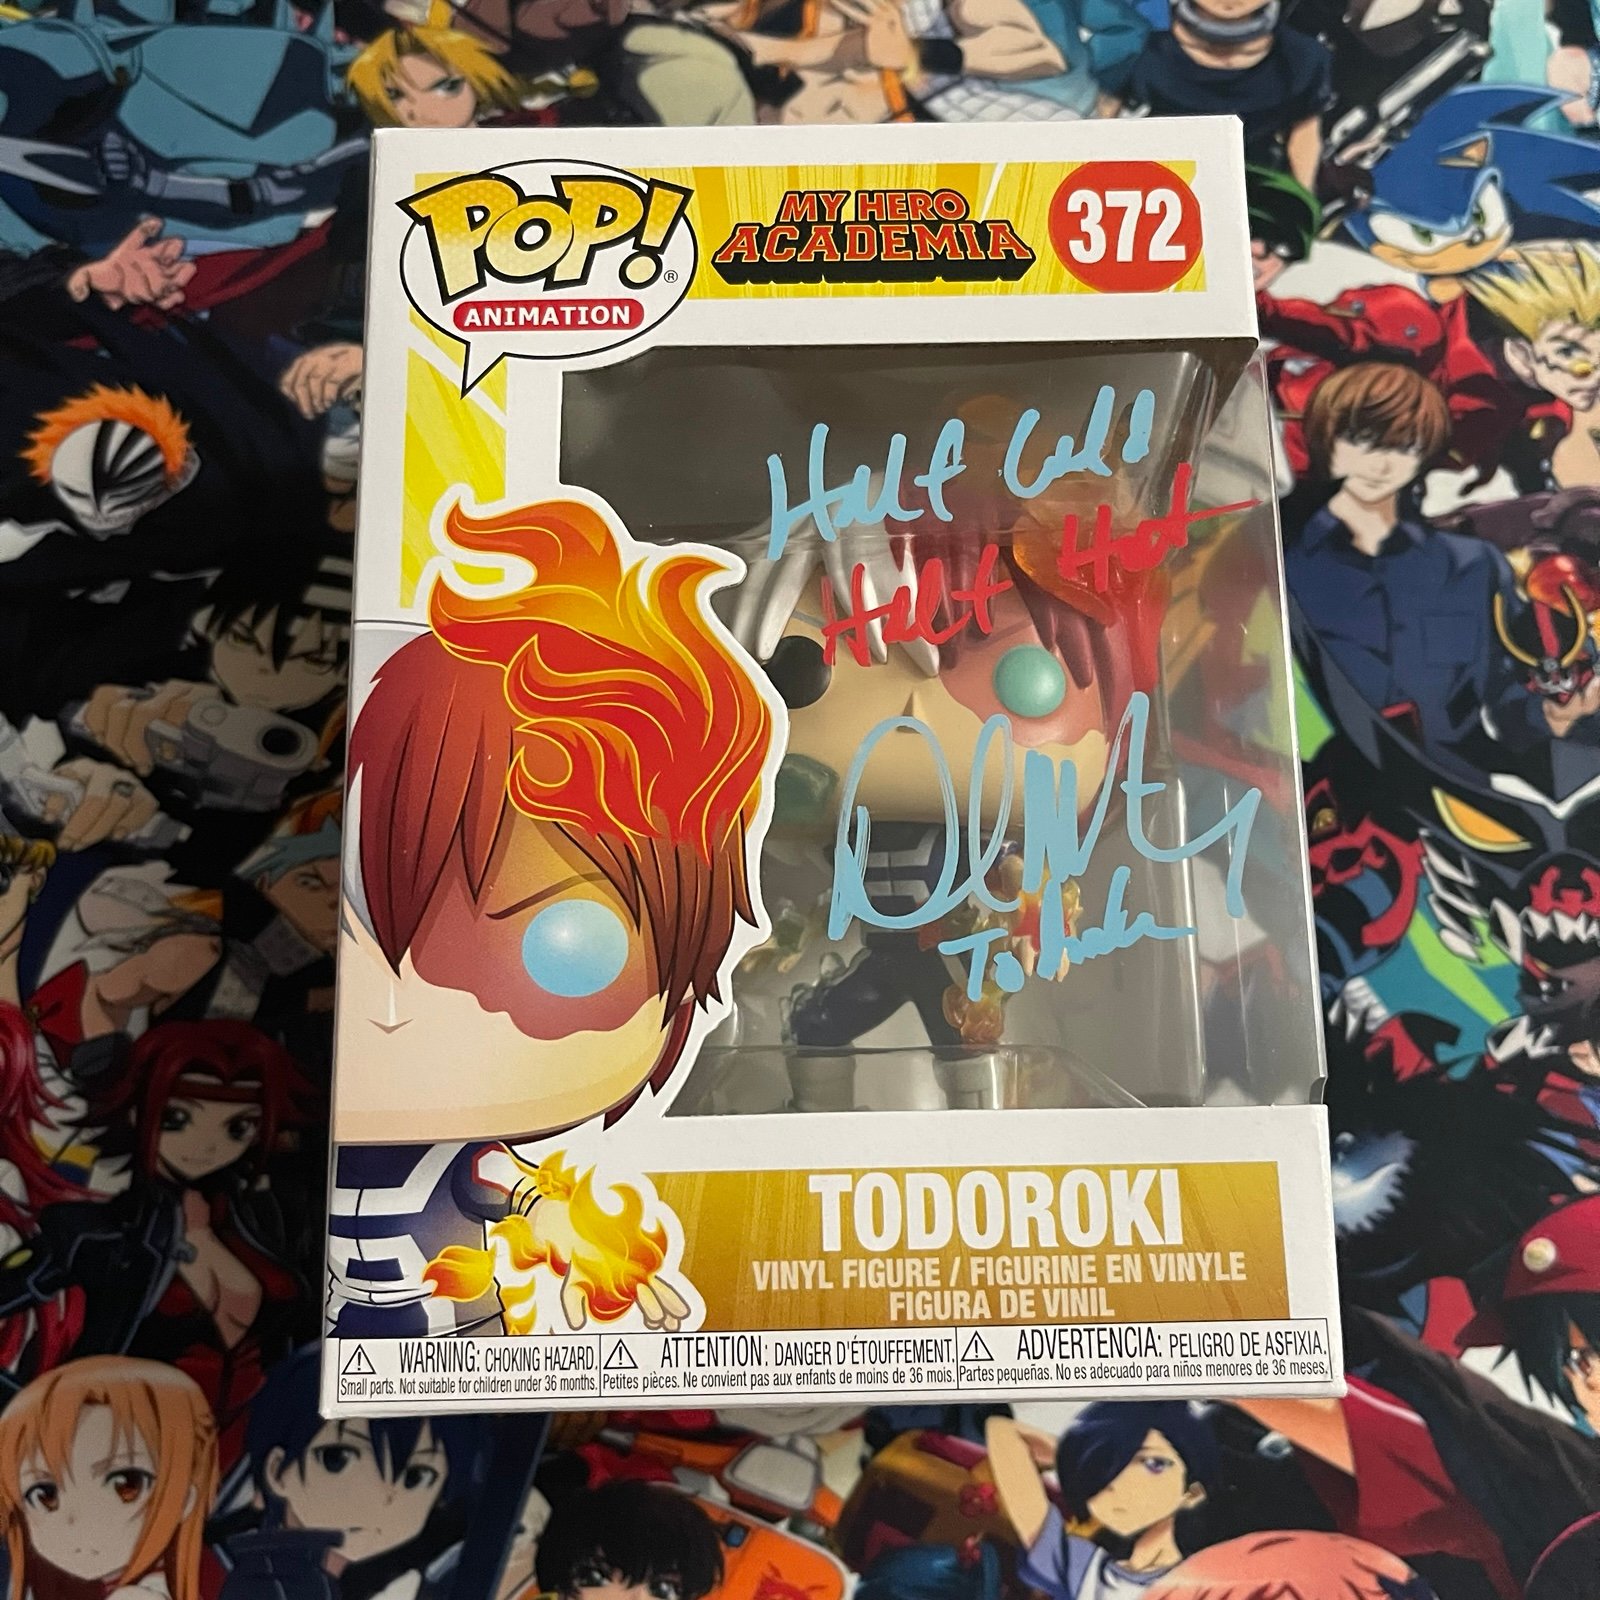 POP!®
ANIMATION
MY HERO
ACADEMIA
372
Half Cold
Half Hot
TODOROKI
VINYL FIGURE / FIGURINE EN VINYLE
FIGURA DE VINIL
WARNING: CHOKING HAZARD.
Small parts. Not suitable for children under 36 months.
ATTENTION: DANGER D'ÉTOUFFEMENT.
Petites pièces. Ne convient pas aux enfants de moins de 36 mois.
ADVERTENCIA: PELIGRO DE ASFIXIA.
Partes pequeñas. No es adecuado para niños menores de 36 meses.